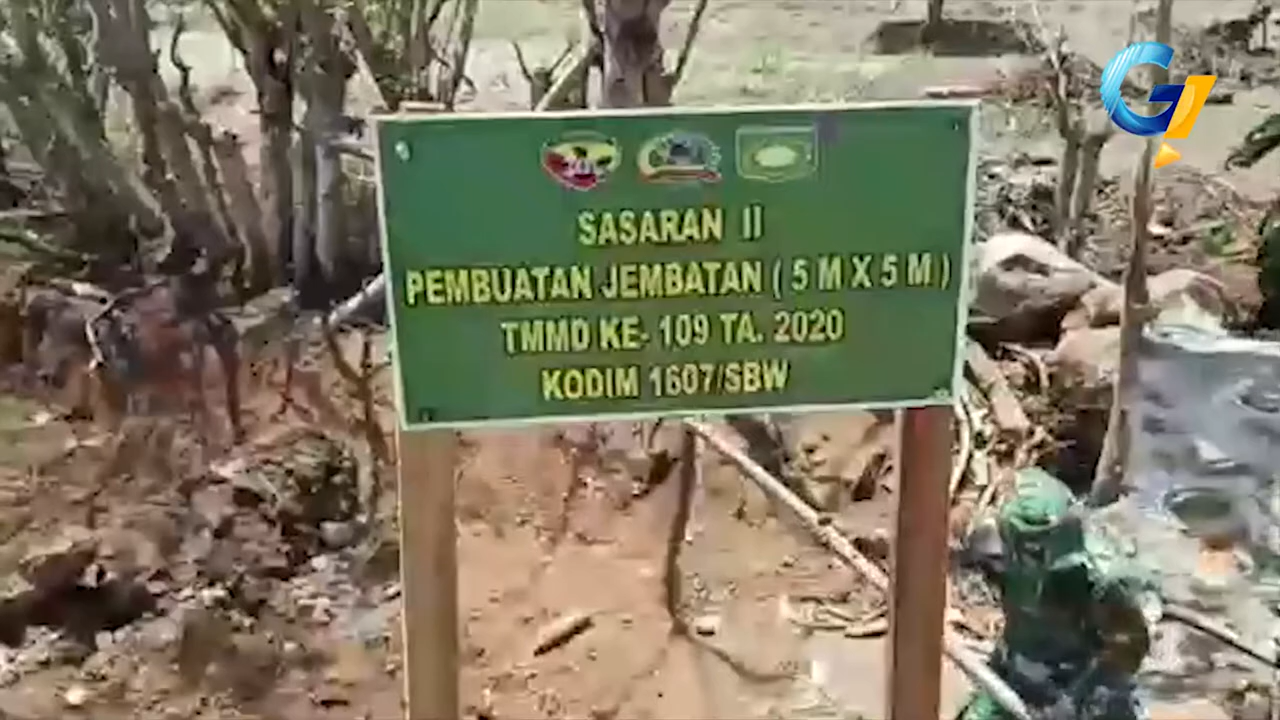 SASARAN II
PEMBUATAN JEMBATAN ( 5 M X 5 M )
TMMD KE- 109 TA. 2020
KODIM 1607/SBW